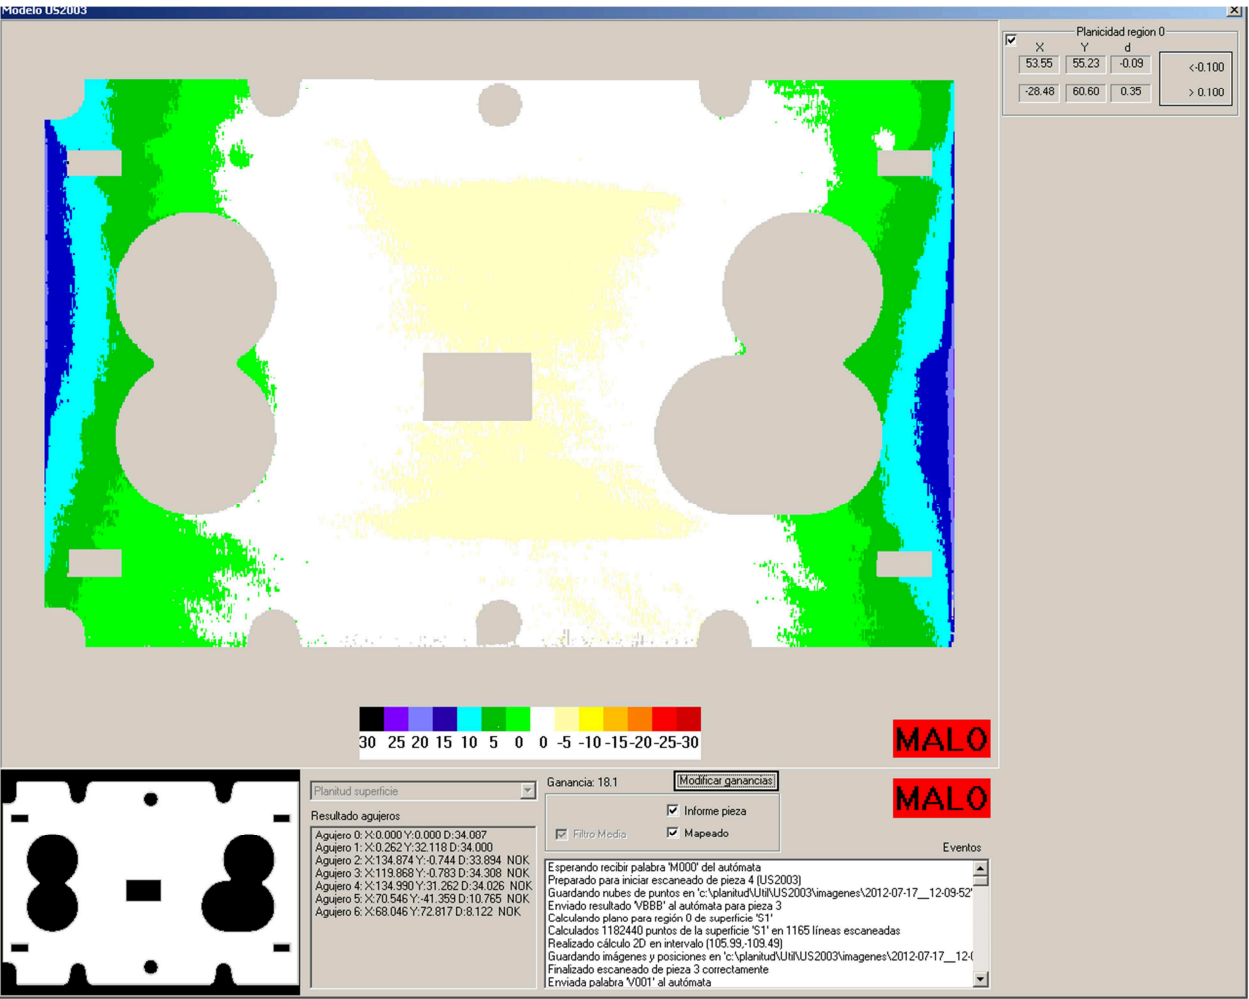 Modelo US2003
Planicidad region 0
X Y d
53.55 55.23 -0.09 <-0.100
-28.48 60.60 0.35 > 0.100
30 25 20 15 10 5 0 0 -5 -10 -15 -20 -25 -30
MALO
MALO
Planitud superficie
Resultado agujeros
Agujero 0: X:0.000 Y:0.000 D:34.087
Agujero 1: X:0.262 Y:32.118 D:34.000
Agujero 2: X:134.874 Y:-0.744 D:33.894 NOK
Agujero 3: X:119.868 Y:-0.783 D:34.308 NOK
Agujero 4: X:134.990 Y:31.262 D:34.026 NOK
Agujero 5: X:70.546 Y:-41.359 D:10.765 NOK
Agujero 6: X:68.046 Y:72.817 D:8.122 NOK
Ganancia: 18.1
Modificar ganancias
Informe pieza
Filtro Media
Mapeado
Eventos
Esperando recibir palabra 'M000' del autómata
Preparado para iniciar escaneado de pieza 4 (US2003)
Guardando nubes de puntos en 'c:\planitud\Util\US2003\imagenes\2012-07-17__12-09-52'
Enviado resultado 'VBBB' al autómata para pieza 3
Calculando plano para región 0 de superficie 'S1'
Calculados 1182440 puntos de la superficie 'S1' en 1165 líneas escaneadas
Realizado cálculo 2D en intervalo (105.99,-109.49)
Guardando imágenes y posiciones en 'c:\planitud\Util\US2003\imagenes\2012-07-17__12-0
Finalizado escaneado de pieza 3 correctamente
Enviada palabra 'V001' al autómata